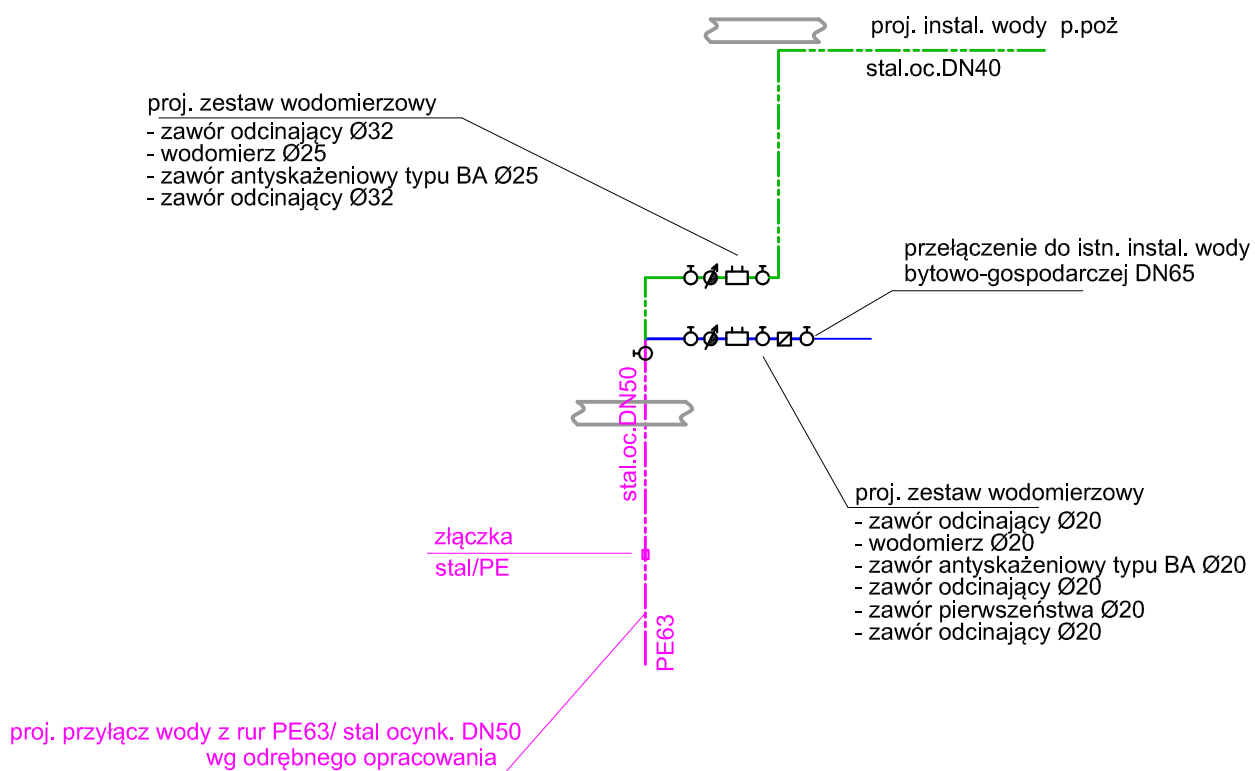 proj. instal. wody p.poż
stal.oc.DN40
proj. zestaw wodomierzowy
- zawór odcinający Ø32
- wodomierz Ø25
- zawór antyskażeniowy typu BA Ø25
- zawór odcinający Ø32
przełączenie do istn. instal. wody
bytowo-gospodarczej DN65
stal.oc.DN50
proj. zestaw wodomierzowy
- zawór odcinający Ø20
- wodomierz Ø20
- zawór antyskażeniowy typu BA Ø20
- zawór odcinający Ø20
- zawór pierwszeństwa Ø20
- zawór odcinający Ø20
złączka
stal/PE
PE63
proj. przyłącz wody z rur PE63/ stal ocynk. DN50
wg odrębnego opracowania